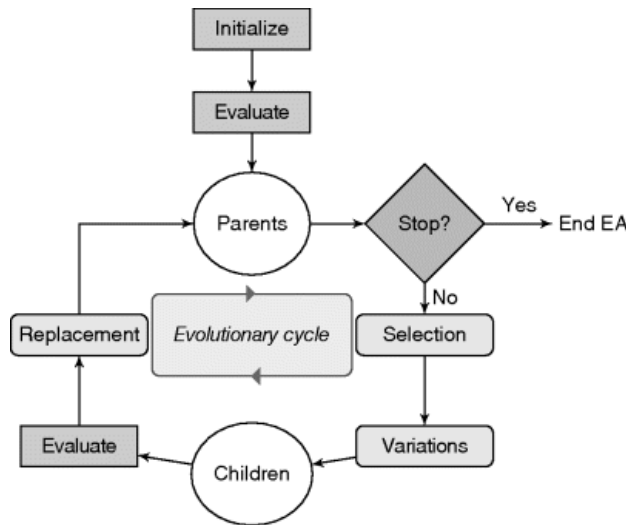 Initialize
Evaluate
Parents
Stop?
Yes
End EA
No
Replacement
Evolutionary cycle
Selection
Evaluate
Children
Variations